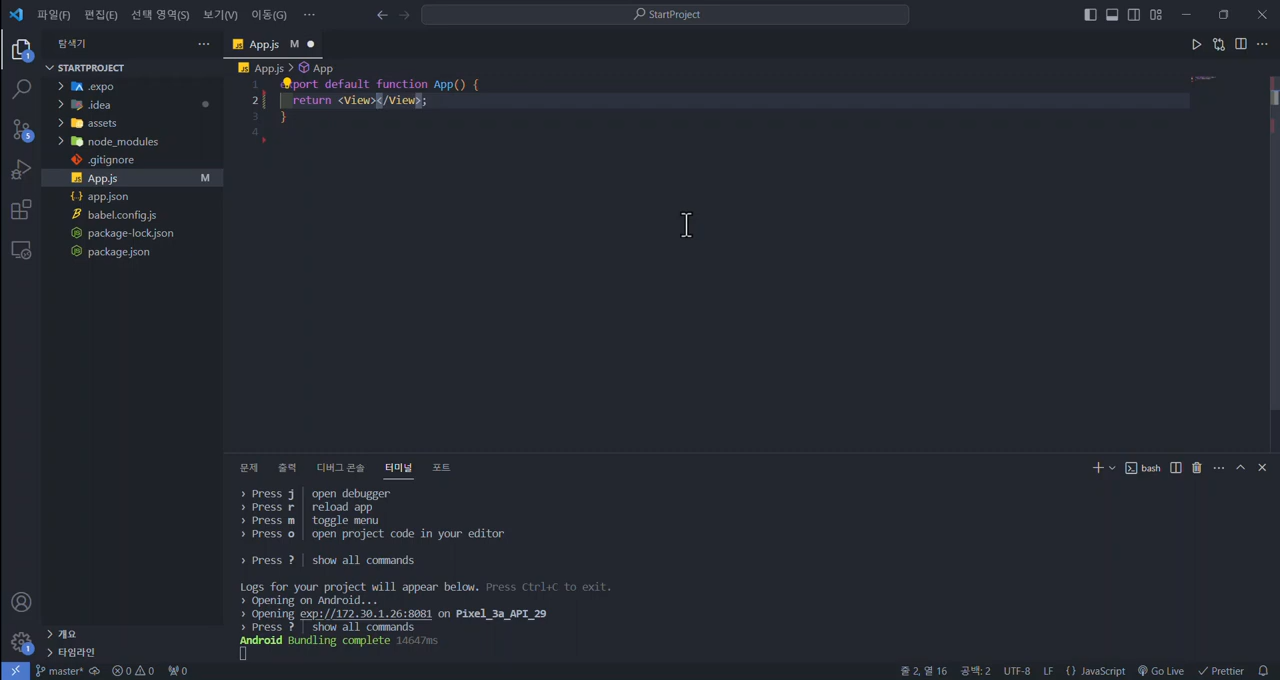 파일(F) 편집(E) 선택 영역(S) 보기(V) 이동(G) ···
StartProject
탐색기 ···
STARTPROJECT
.expo
.idea
assets
node_modules
.gitignore
App.js M
app.json
babel.config.js
package-lock.json
package.json
개요
타임라인
App.js M
App.js > App
1 port default function App() {
2 return <View></View>;
3 }
4
문제 출력 디버그 콘솔 터미널 포트
bash
› Press j │ open debugger
› Press r │ reload app
› Press m │ toggle menu
› Press o │ open project code in your editor
› Press ? │ show all commands
Logs for your project will appear below. Press Ctrl+C to exit.
› Opening on Android...
› Opening exp://172.30.1.26:8081 on Pixel_3a_API_29
› Press ? │ show all commands
Android Bundling complete 14647ms
1
5
1
master* 0 0 0 줄 2, 열 16 공백: 2 UTF-8 LF {} JavaScript Go Live Prettier